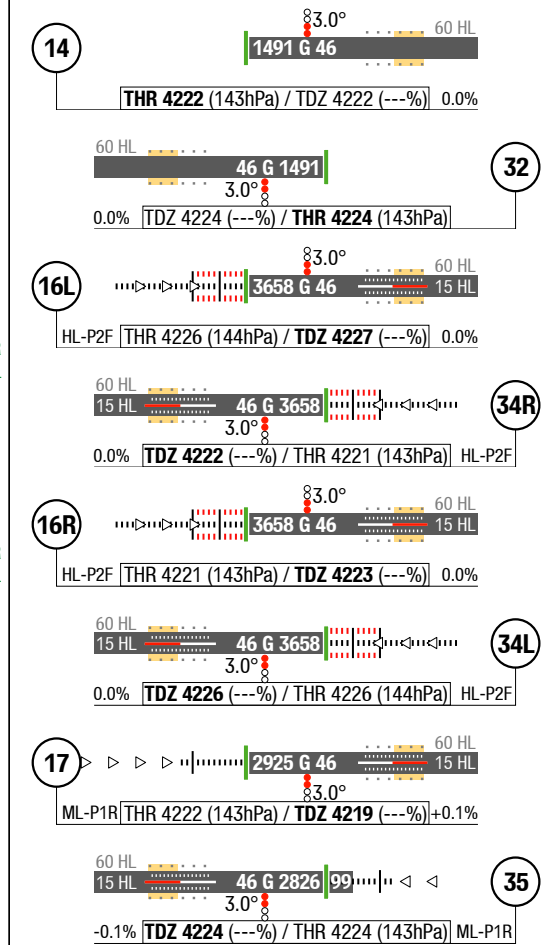 3.0°
60 HL
14
1491 G 46
THR 4222 (143hPa) / TDZ 4222 (---%) 0.0%
60 HL
46 G 1491
32
3.0°
0.0% TDZ 4224 (---%) / THR 4224 (143hPa)
3.0°
60 HL
16L
3658 G 46
15 HL
HL-P2F THR 4226 (144hPa) / TDZ 4227 (---%) 0.0%
60 HL
15 HL
46 G 3658
34R
3.0°
0.0% TDZ 4222 (---%) / THR 4221 (143hPa) HL-P2F
3.0°
60 HL
16R
3658 G 46
15 HL
HL-P2F THR 4221 (143hPa) / TDZ 4223 (---%) 0.0%
60 HL
15 HL
46 G 3658
34L
3.0°
0.0% TDZ 4226 (---%) / THR 4226 (144hPa) HL-P2F
60 HL
17
2925 G 46
15 HL
3.0°
ML-P1R THR 4222 (143hPa) / TDZ 4219 (---%) +0.1%
60 HL
15 HL
46 G 2826 99
35
3.0°
-0.1% TDZ 4224 (---%) / THR 4224 (143hPa) ML-P1R